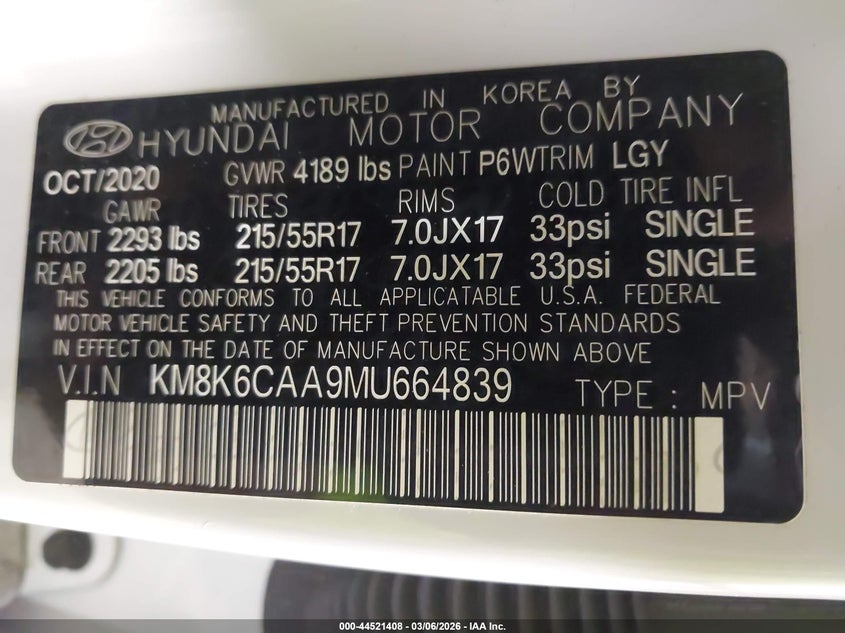 MANUFACTURED IN KOREA BY
HYUNDAI MOTOR COMPANY
OCT/2020 GVWR 4189 lbs PAINT P6WTRIM LGY
GAWR TIRES RIMS COLD TIRE INFL
FRONT 2293 lbs 215/55R17 7.0JX17 33psi SINGLE
REAR 2205 lbs 215/55R17 7.0JX17 33psi SINGLE
THIS VEHICLE CONFORMS TO ALL APPLICATABLE U.S.A. FEDERAL
MOTOR VEHICLE SAFETY AND THEFT PREVENTION STANDARDS
IN EFFECT ON THE DATE OF MANUFACTURE SHOWN ABOVE
V.I.N KM8K6CAA9MU664839 TYPE : MPV
000-44521408 - 03/06/2026 - IAA Inc.